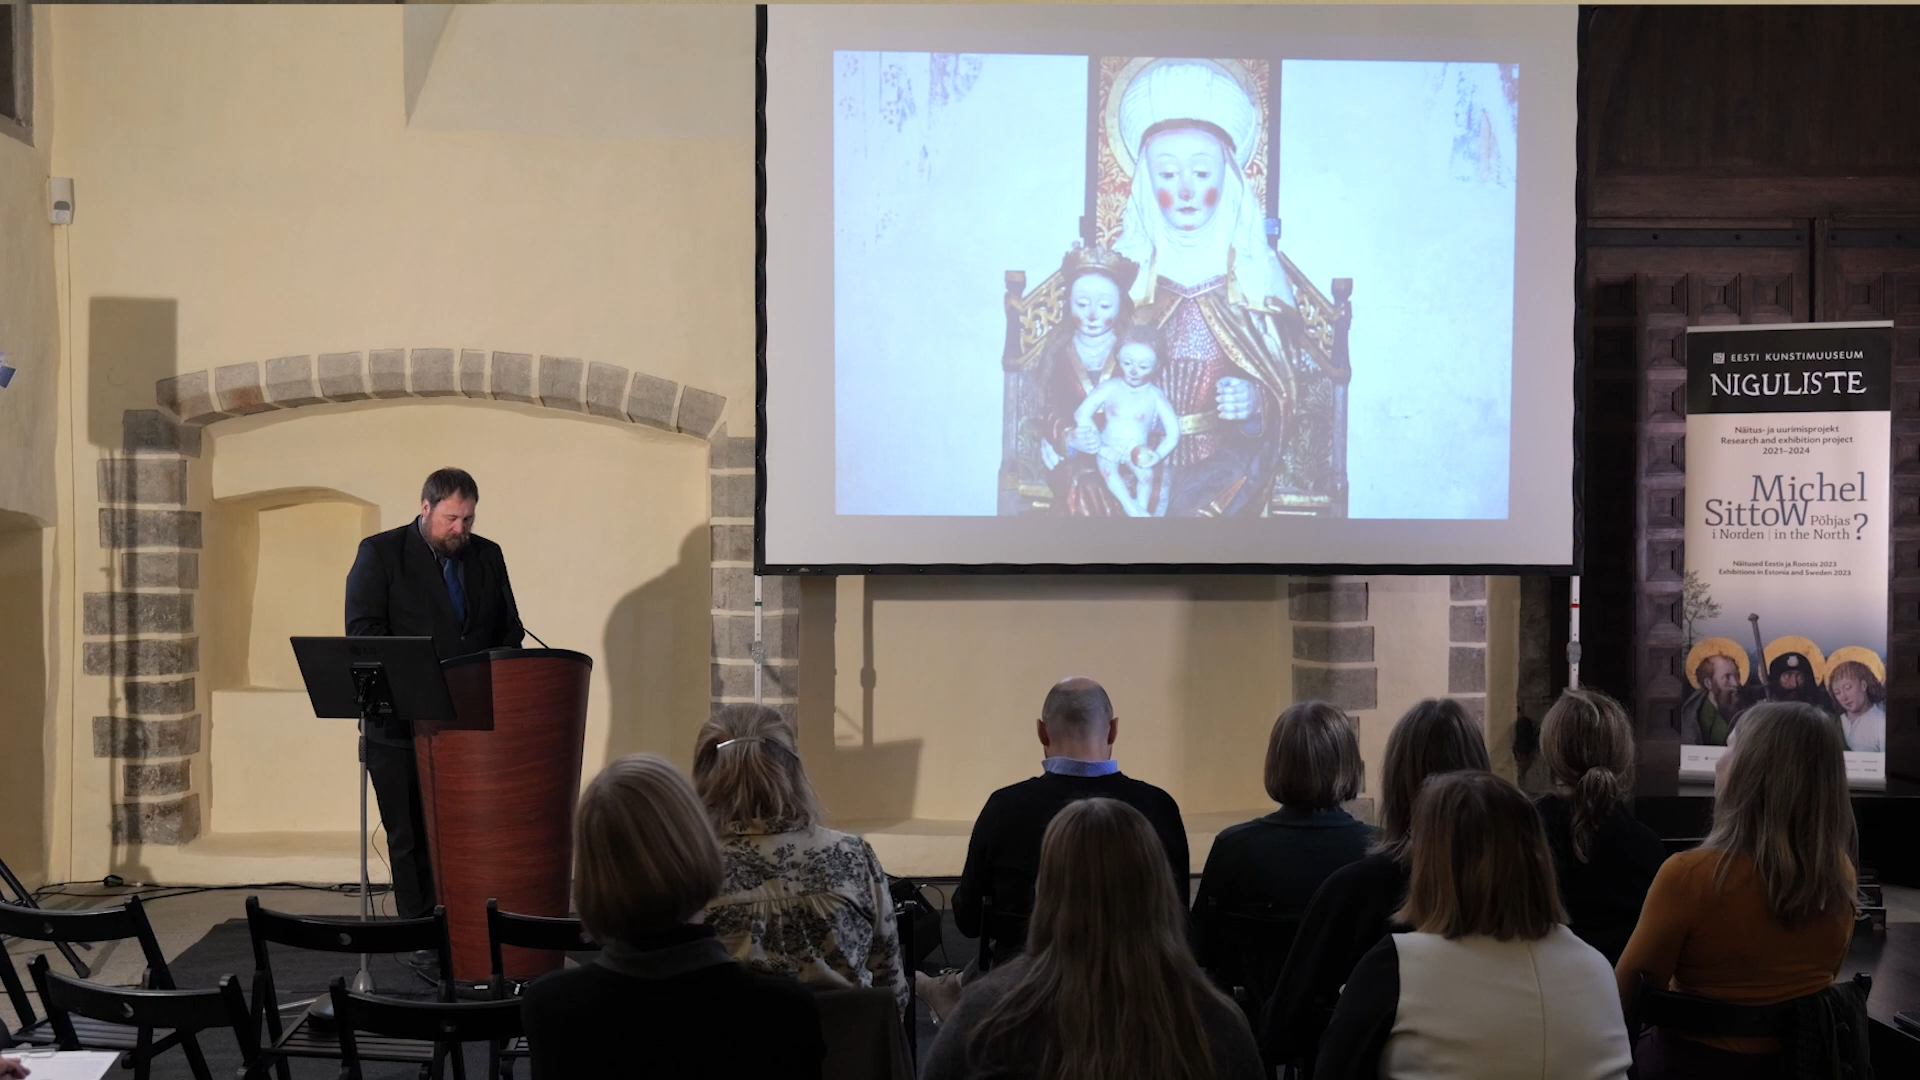 EESTI KUNSTIMUUSEUM
NIGULISTE
Näitus- ja uurimisprojekt
Research and exhibition project
2021–2024
Michel
Sittow Põhjas
i Norden | in the North ?
Näitused Eestis ja Rootsis 2023
Exhibitions in Estonia and Sweden 2023